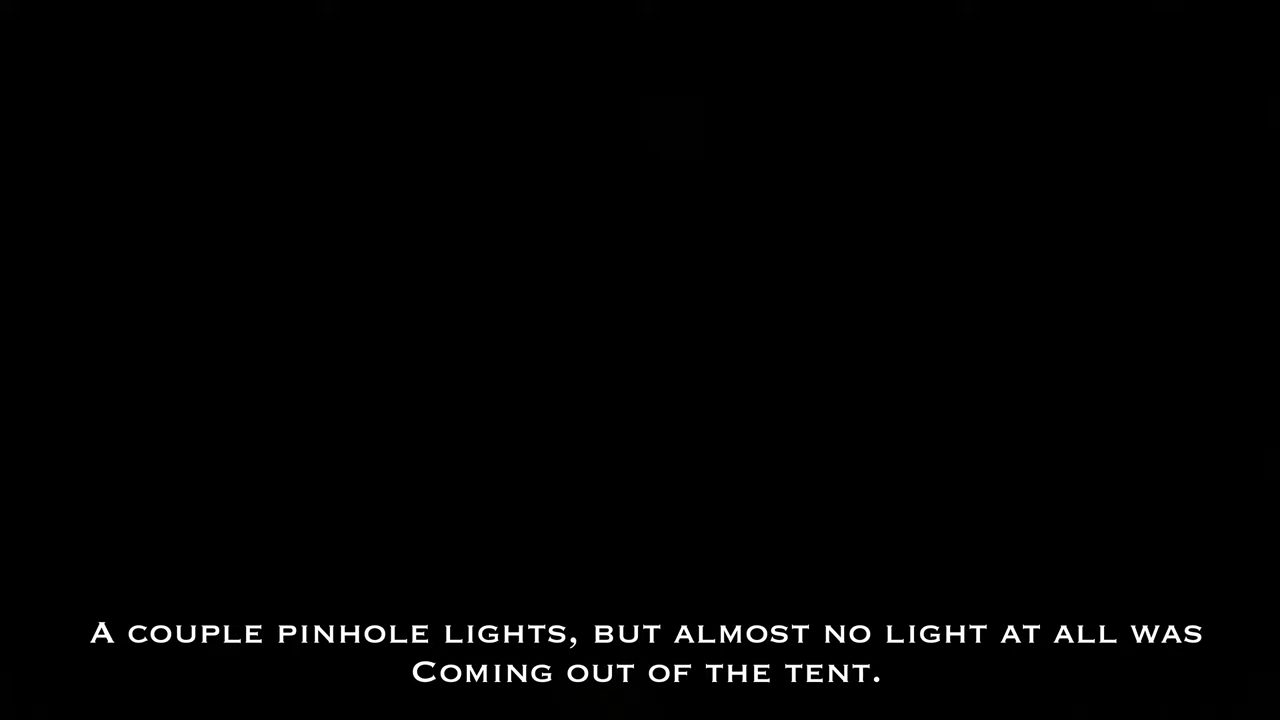 A couple pinhole lights, but almost no light at all was
Coming out of the tent.